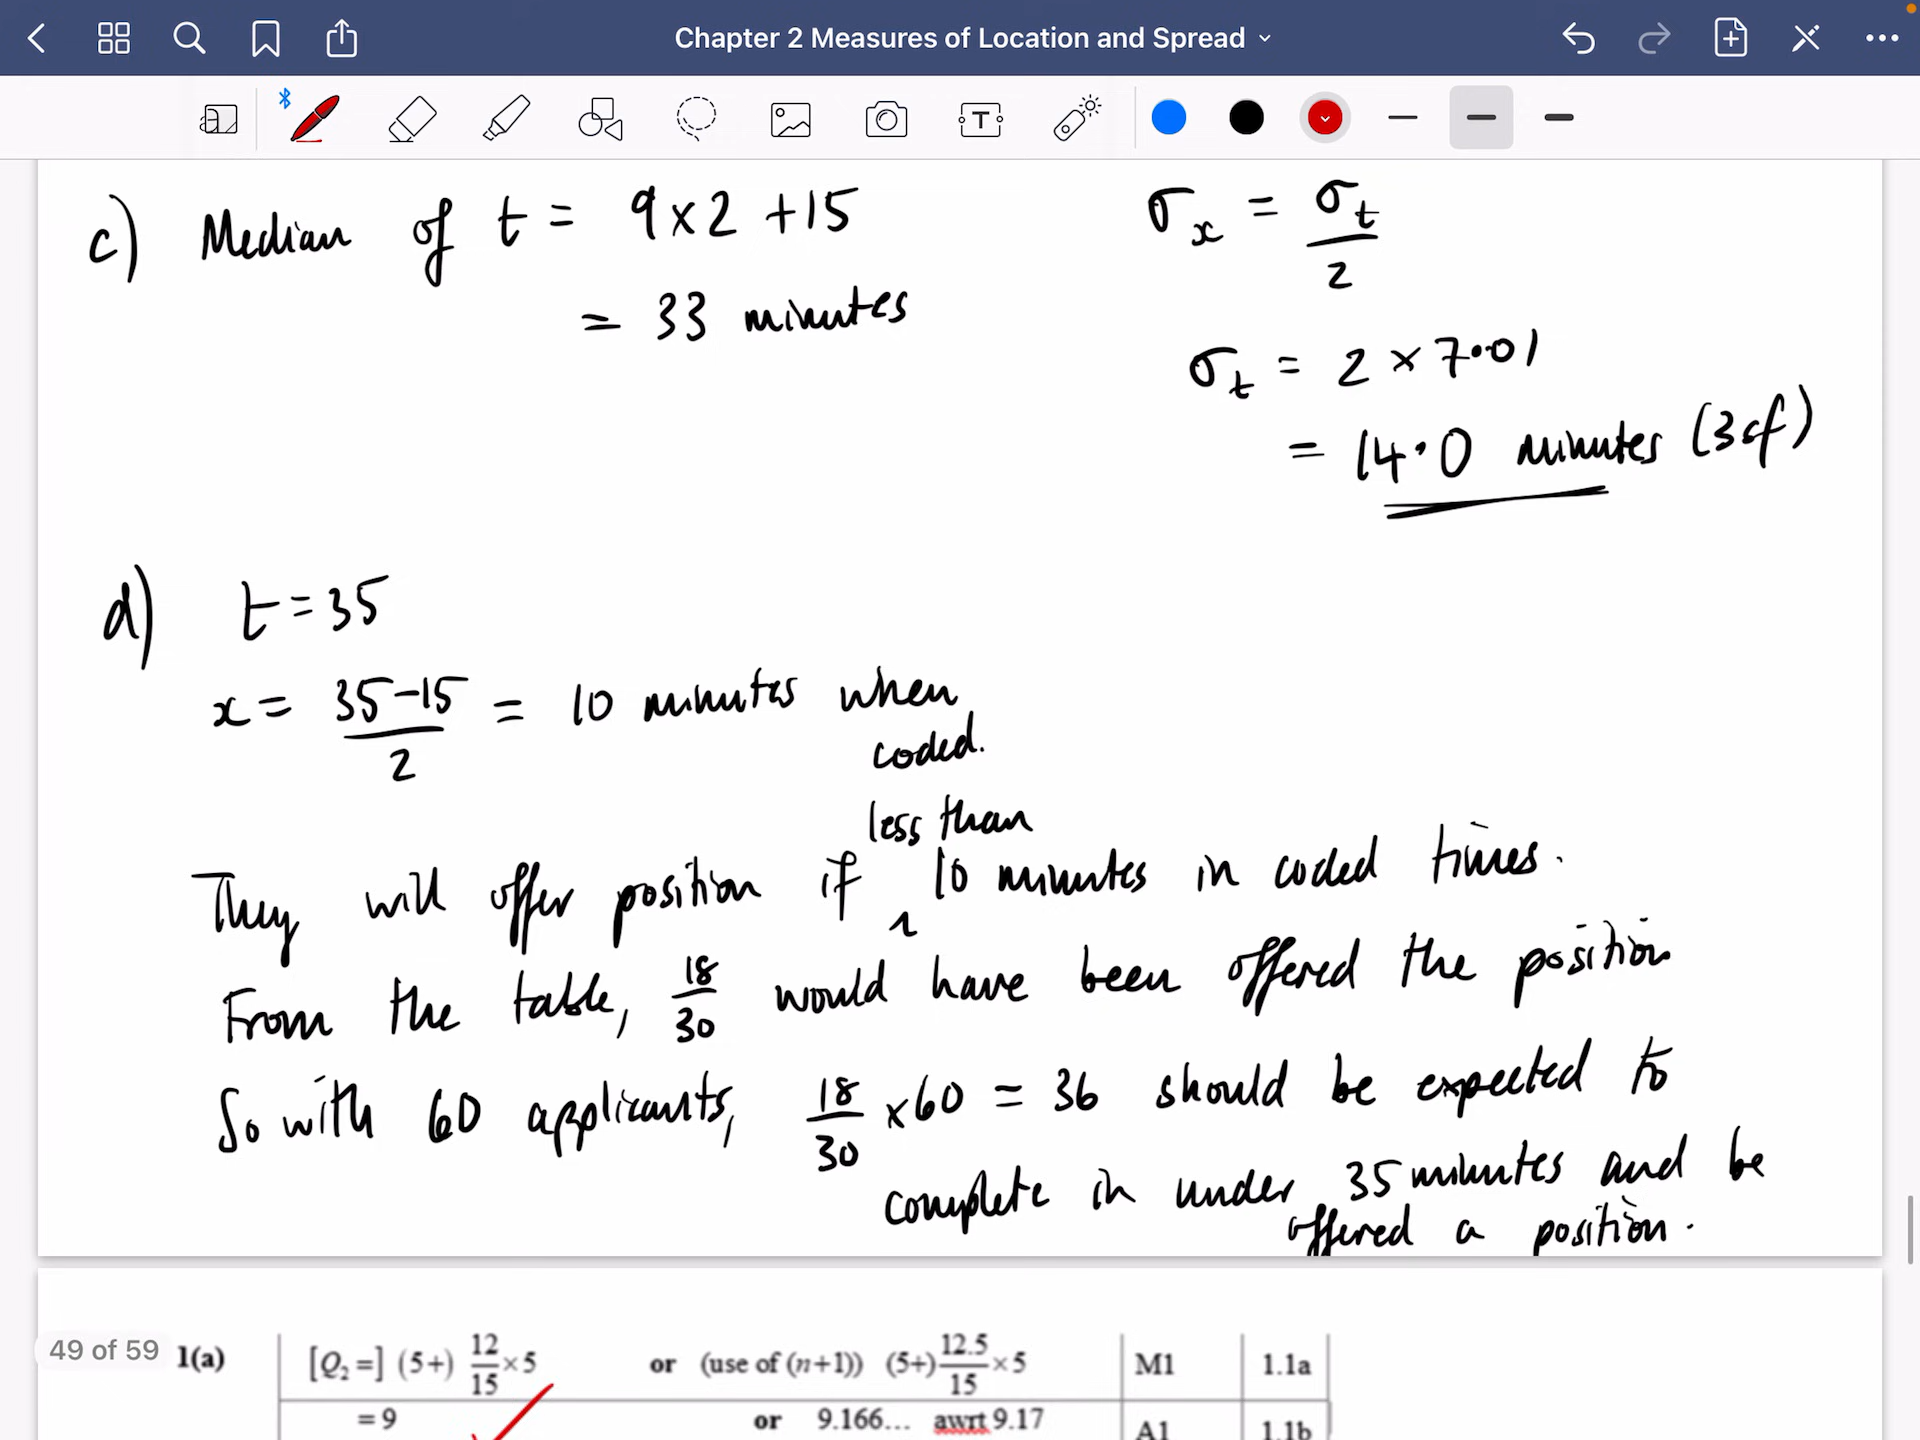 Chapter 2 Measures of Location and Spread
c) Median of t = 9 x 2 + 15
= 33 minutes
σx = σt / 2
σt = 2 x 7.01
= 14.0 minutes (3sf)
d) t = 35
x = 35-15 / 2 = 10 minutes when
coded.
less than
They will offer position if 10 minutes in coded times.
From the table, 18/30 would have been offered the position
So with 60 applicants, 18/30 x 60 = 36 should be expected to
complete in under 35 minutes and be
offered a position.
49 of 59
1(a) [Q₂ =] (5+) 12/15 × 5 or (use of (n+1)) (5+) 12.5/15 × 5 M1 1.1a
= 9 or 9.166... awrt 9.17 A1 1.1b